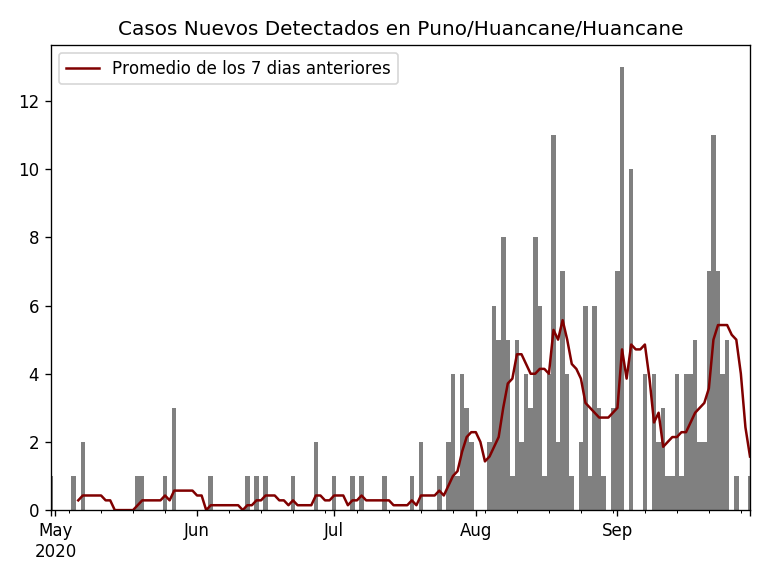 Casos Nuevos Detectados en Puno/Huancane/Huancane
Promedio de los 7 dias anteriores
12
10
8
6
4
2
0
May Jun Jul Aug Sep
2020